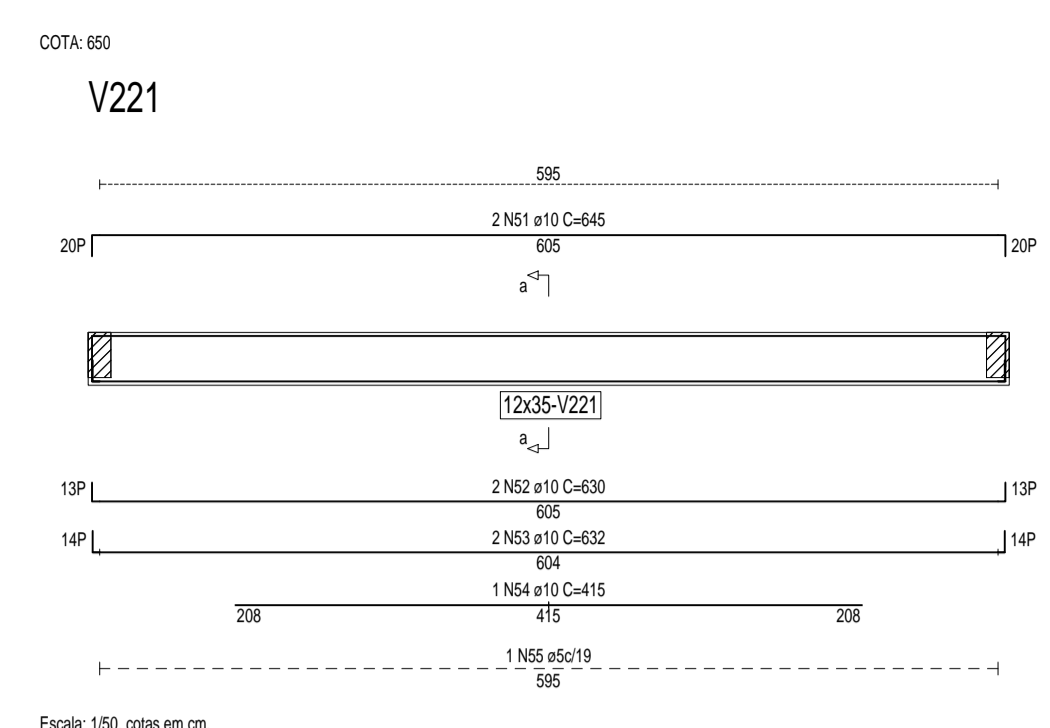 COTA: 650
V221
595
2 N51 ø10 C=645
20P 605 20P
a
12x35-V221
a
2 N52 ø10 C=630
13P 605 13P
2 N53 ø10 C=632
14P 604 14P
1 N54 ø10 C=415
208 415 208
1 N55 ø5c/19
595
Escala: 1/50 cotas em cm